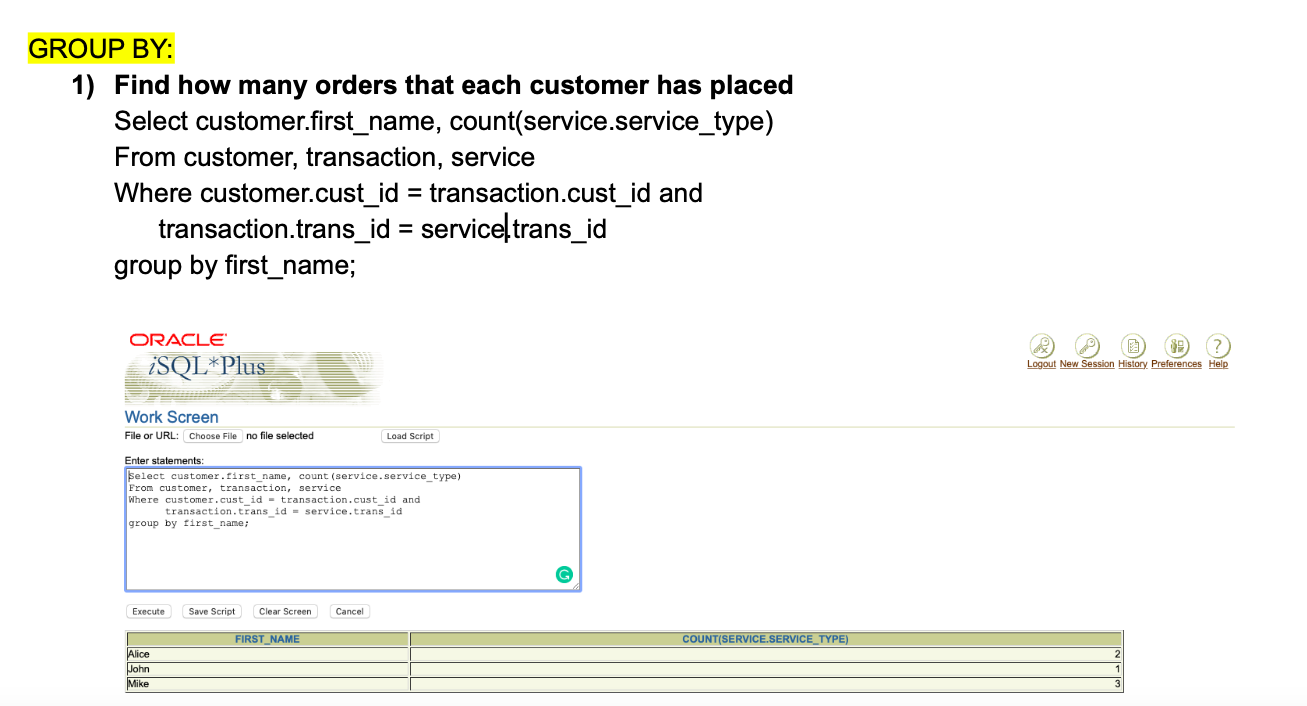 GROUP BY:
1) Find how many orders that each customer has placed
Select customer.first_name, count(service.service_type)
From customer, transaction, service
Where customer.cust_id = transaction.cust_id and
transaction.trans_id = service.trans_id
group by first_name;
ORACLE
iSQL*Plus
Logout New Session History Preferences Help
Work Screen
File or URL: Choose File no file selected Load Script
Enter statements:
Select customer.first_name, count(service.service_type)
From customer, transaction, service
Where customer.cust_id = transaction.cust_id and
transaction.trans_id = service.trans_id
group by first_name;
Execute Save Script Clear Screen Cancel
FIRST_NAME COUNT(SERVICE.SERVICE_TYPE)
Alice 2
John 1
Mike 3